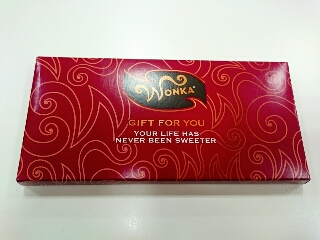 WONKA
GIFT FOR YOU
YOUR LIFE HAS
NEVER BEEN SWEETER